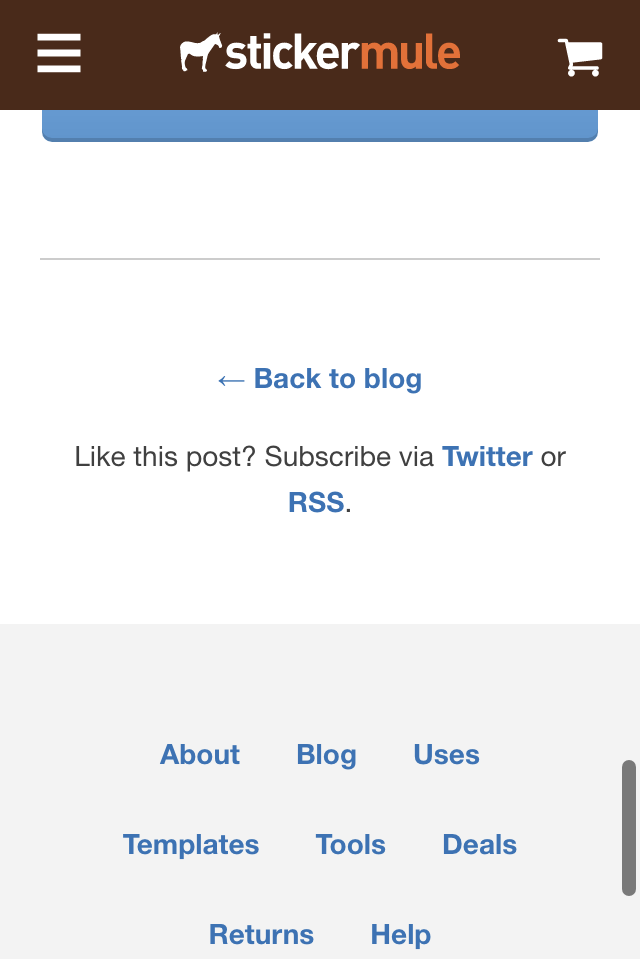 stickermule
← Back to blog
Like this post? Subscribe via Twitter or
RSS.
About Blog Uses
Templates Tools Deals
Returns Help